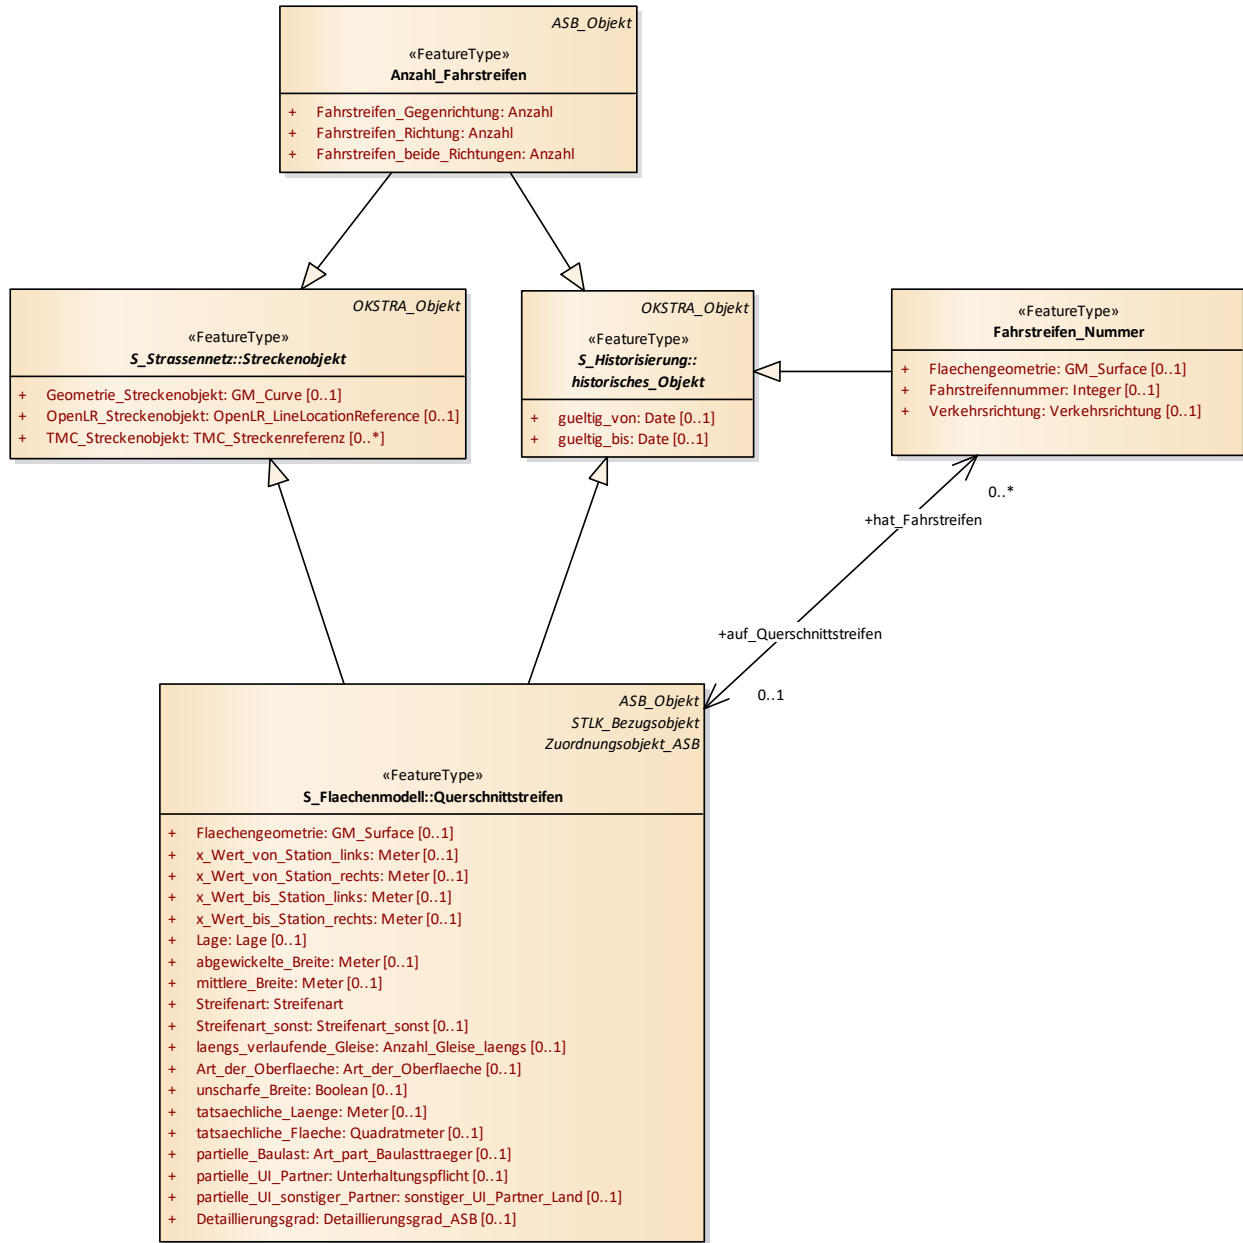 ASB_Objekt
«FeatureType»
Anzahl_Fahrstreifen
+ Fahrstreifen_Gegenrichtung: Anzahl
+ Fahrstreifen_Richtung: Anzahl
+ Fahrstreifen_beide_Richtungen: Anzahl
OKSTRA_Objekt
«FeatureType»
S_Strassennetz::Streckenobjekt
+ Geometrie_Streckenobjekt: GM_Curve [0..1]
+ OpenLR_Streckenobjekt: OpenLR_LineLocationReference [0..1]
+ TMC_Streckenobjekt: TMC_Streckenreferenz [0..*]
OKSTRA_Objekt
«FeatureType»
S_Historisierung::
historisches_Objekt
+ gueltig_von: Date [0..1]
+ gueltig_bis: Date [0..1]
«FeatureType»
Fahrstreifen_Nummer
+ Flaechengeometrie: GM_Surface [0..1]
+ Fahrstreifennummer: Integer [0..1]
+ Verkehrsrichtung: Verkehrsrichtung [0..1]
0..*
+hat_Fahrstreifen
+auf_Querschnittstreifen
0..1
ASB_Objekt
STLK_Bezugsobjekt
Zuordnungsobjekt_ASB
«FeatureType»
S_Flaechenmodell::Querschnittstreifen
+ Flaechengeometrie: GM_Surface [0..1]
+ x_Wert_von_Station_links: Meter [0..1]
+ x_Wert_von_Station_rechts: Meter [0..1]
+ x_Wert_bis_Station_links: Meter [0..1]
+ x_Wert_bis_Station_rechts: Meter [0..1]
+ Lage: Lage [0..1]
+ abgewickelte_Breite: Meter [0..1]
+ mittlere_Breite: Meter [0..1]
+ Streifenart: Streifenart
+ Streifenart_sonst: Streifenart_sonst [0..1]
+ laengs_verlaufende_Gleise: Anzahl_Gleise_laengs [0..1]
+ Art_der_Oberflaeche: Art_der_Oberflaeche [0..1]
+ unscharfe_Breite: Boolean [0..1]
+ tatsaechliche_Laenge: Meter [0..1]
+ tatsaechliche_Flaeche: Quadratmeter [0..1]
+ partielle_Baulast: Art_part_Baulasttraeger [0..1]
+ partielle_UI_Partner: Unterhaltungspflicht [0..1]
+ partielle_UI_sonstiger_Partner: sonstiger_UI_Partner_Land [0..1]
+ Detaillierungsgrad: Detaillierungsgrad_ASB [0..1]